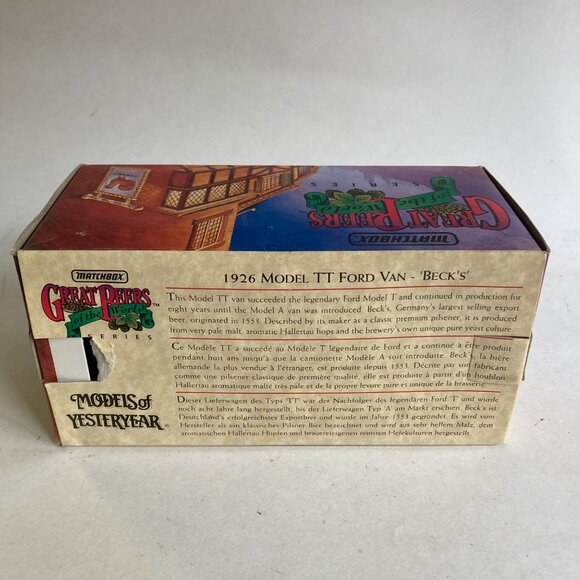 MATCHBOX
GREAT BEERS
of the World
SERIES
MATCHBOX
GREAT BEERS™
of the World
SERIES
MODELS of
YESTERYEAR®
1926 MODEL TT FORD VAN - 'BECK'S'
This Model TT van succeeded the legendary Ford Model T and continued in production for
eight years until the Model A van was introduced. Beck's, Germany's largest selling export
beer, originated in 1553. Described by its maker as a classic premium pilsener, it is produced
from very pale malt, aromatic Hallertau hops and the brewery's own unique pure yeast culture.
Ce Modèle TT a succédé au Modèle T légendaire de Ford et a continué à être produit
pendant huit ans jusqu'à que la camionette Modèle A soit introduite. Beck's, la bière
allemande la plus vendue à l'étranger, est produite depuis 1553. Décrite par son fabricant
comme une pilsener classique de première qualité, elle est produite à partir d'un houblon
Hallertau aromatique malté très pale et de la propre levure pure et unique de la brasserie.
Dieser Lieferwagen des Typs 'TT' war der Nachfolger des legendären Ford 'T' und wurde
noch acht Jahre lang hergestellt, bis der Lieferwagen Typ 'A' am Markt erschien. Beck's ist
Deutschland's erfolgreichstes Exportbier und wurde im Jahre 1553 gegründet. Es wird vom
Hersteller als ein klassisches Pilsner Bier bezeichnet und wird aus sehr hellem Malz, dem
aromatischen Hallertau Hopfen und brauereieigenen reinsten Hefekulturen hergestellt.